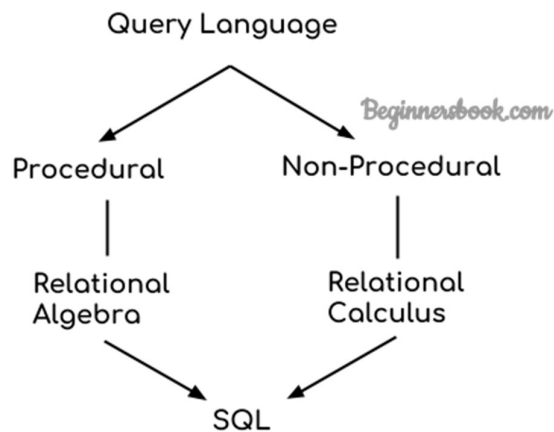 Query Language
Beginnersbook.com
Procedural
Non-Procedural
Relational
Algebra
Relational
Calculus
SQL